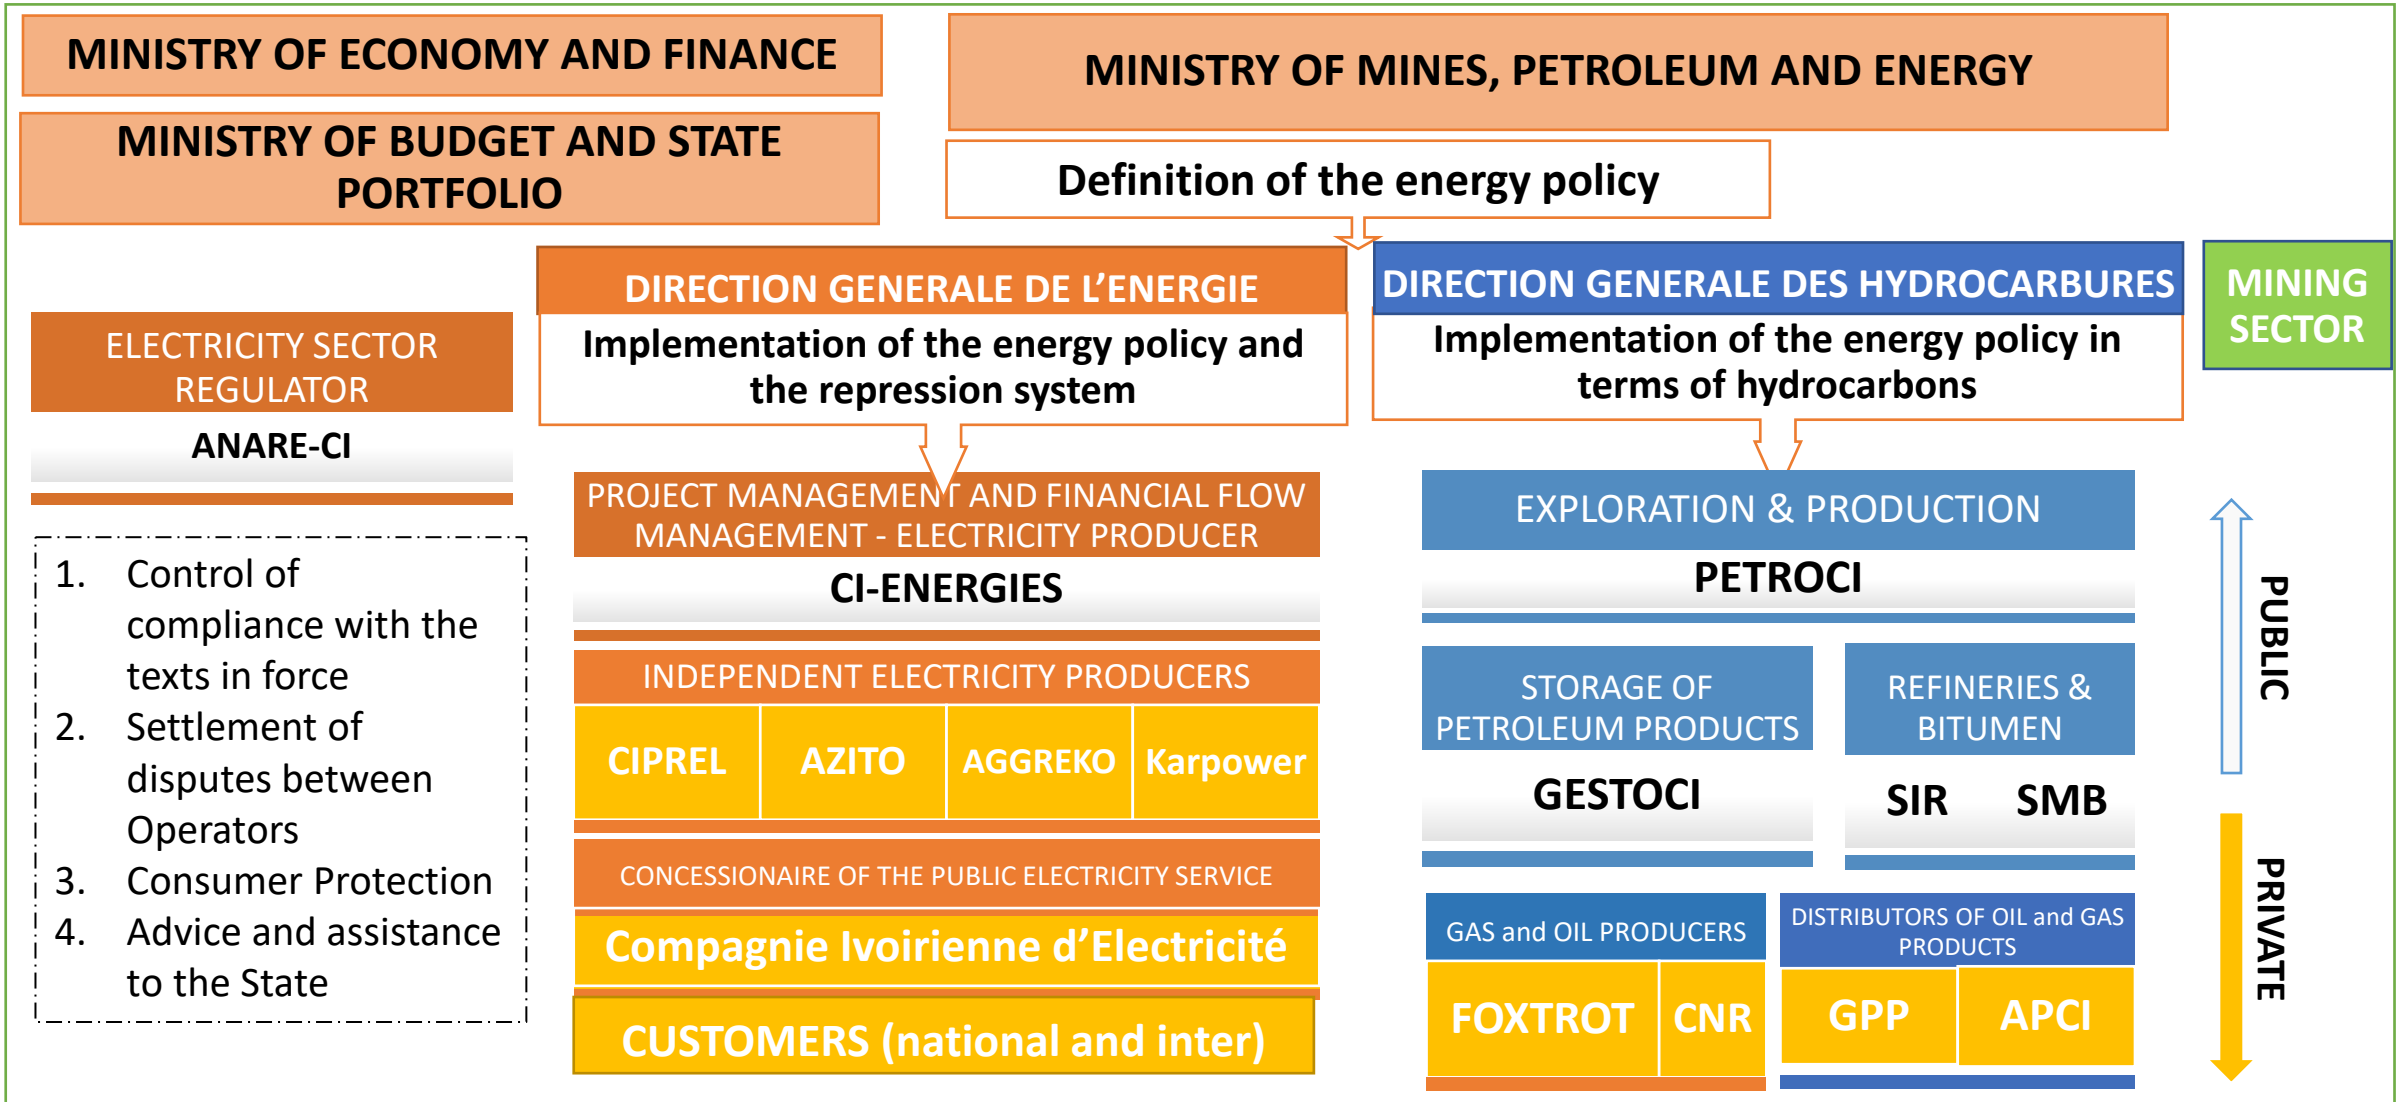 MINISTRY OF ECONOMY AND FINANCE
MINISTRY OF BUDGET AND STATE
PORTFOLIO
MINISTRY OF MINES, PETROLEUM AND ENERGY
Definition of the energy policy
ELECTRICITY SECTOR
REGULATOR
ANARE-CI
1. Control of
compliance with the
texts in force
2. Settlement of
disputes between
Operators
3. Consumer Protection
4. Advice and assistance
to the State
DIRECTION GENERALE DE L’ENERGIE
Implementation of the energy policy and
the repression system
PROJECT MANAGEMENT AND FINANCIAL FLOW
MANAGEMENT - ELECTRICITY PRODUCER
CI-ENERGIES
INDEPENDENT ELECTRICITY PRODUCERS
CIPREL AZITO AGGREKO Karpower
CONCESSIONAIRE OF THE PUBLIC ELECTRICITY SERVICE
Compagnie Ivoirienne d’Electricité
CUSTOMERS (national and inter)
DIRECTION GENERALE DES HYDROCARBURES
Implementation of the energy policy in
terms of hydrocarbons
EXPLORATION & PRODUCTION
PETROCI
STORAGE OF
PETROLEUM PRODUCTS
GESTOCI
REFINERIES &
BITUMEN
SIR SMB
GAS and OIL PRODUCERS
FOXTROT CNR
DISTRIBUTORS OF OIL and GAS
PRODUCTS
GPP APCI
MINING
SECTOR
PUBLIC
PRIVATE